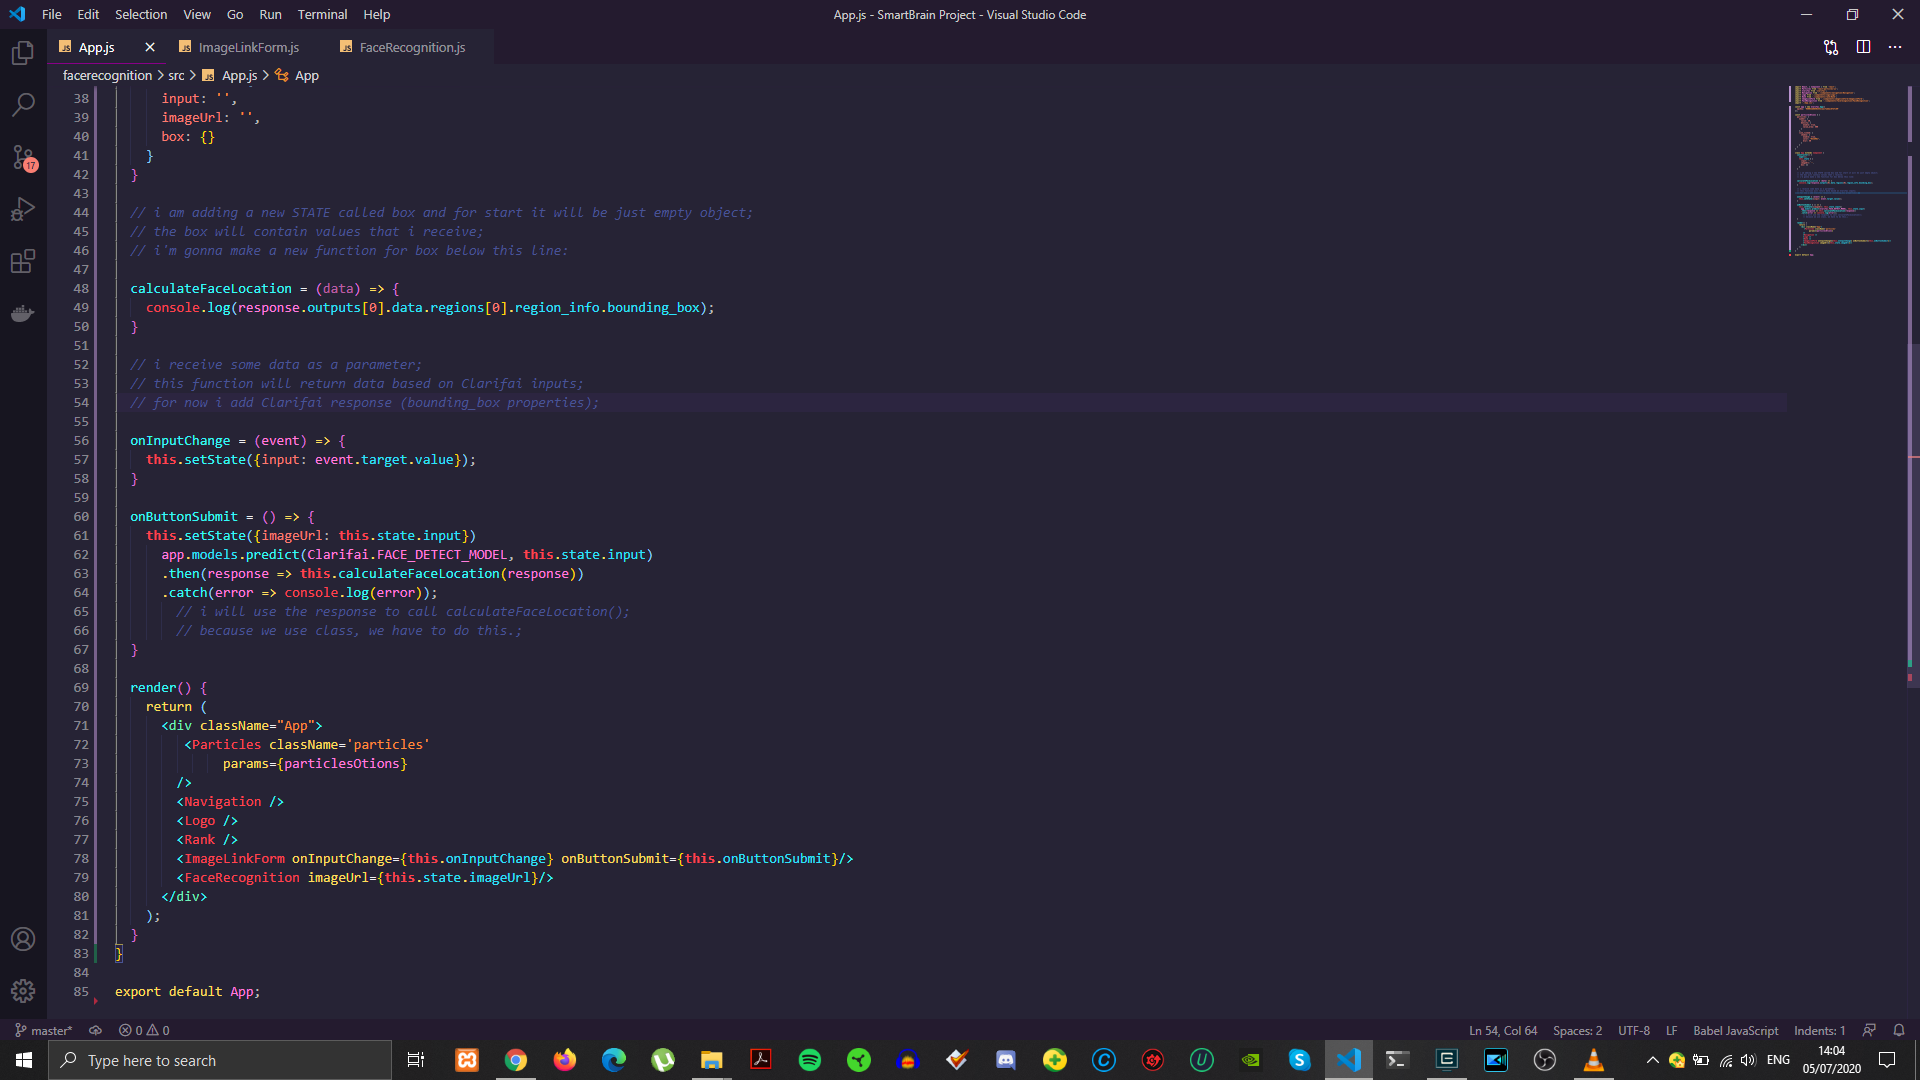 File Edit Selection View Go Run Terminal Help
App.js - SmartBrain Project - Visual Studio Code
App.js ImageLinkForm.js FaceRecognition.js
facerecognition > src > App.js > App
38 input: '',
39 imageUrl: '',
40 box: {}
41 }
42 }
43
44 // i am adding a new STATE called box and for start it will be just empty object;
45 // the box will contain values that i receive;
46 // i'm gonna make a new function for box below this line:
47
48 calculateFaceLocation = (data) => {
49 console.log(response.outputs[0].data.regions[0].region_info.bounding_box);
50 }
51
52 // i receive some data as a parameter;
53 // this function will return data based on Clarifai inputs;
54 // for now i add Clarifai response (bounding_box properties);
55
56 onInputChange = (event) => {
57 this.setState({input: event.target.value});
58 }
59
60 onButtonSubmit = () => {
61 this.setState({imageUrl: this.state.input})
62 app.models.predict(Clarifai.FACE_DETECT_MODEL, this.state.input)
63 .then(response => this.calculateFaceLocation(response))
64 .catch(error => console.log(error));
65 // i will use the response to call calculateFaceLocation();
66 // because we use class, we have to do this.;
67 }
68
69 render() {
70 return (
71 <div className="App">
72 <Particles className='particles'
73 params={particlesOtions}
74 />
75 <Navigation />
76 <Logo />
77 <Rank />
78 <ImageLinkForm onInputChange={this.onInputChange} onButtonSubmit={this.onButtonSubmit}/>
79 <FaceRecognition imageUrl={this.state.imageUrl}/>
80 </div>
81 );
82 }
83 }
84
85 export default App;
17
master* 0 0 Ln 54, Col 64 Spaces: 2 UTF-8 LF Babel JavaScript Indents: 1
Type here to search
ENG
14:04
05/07/2020